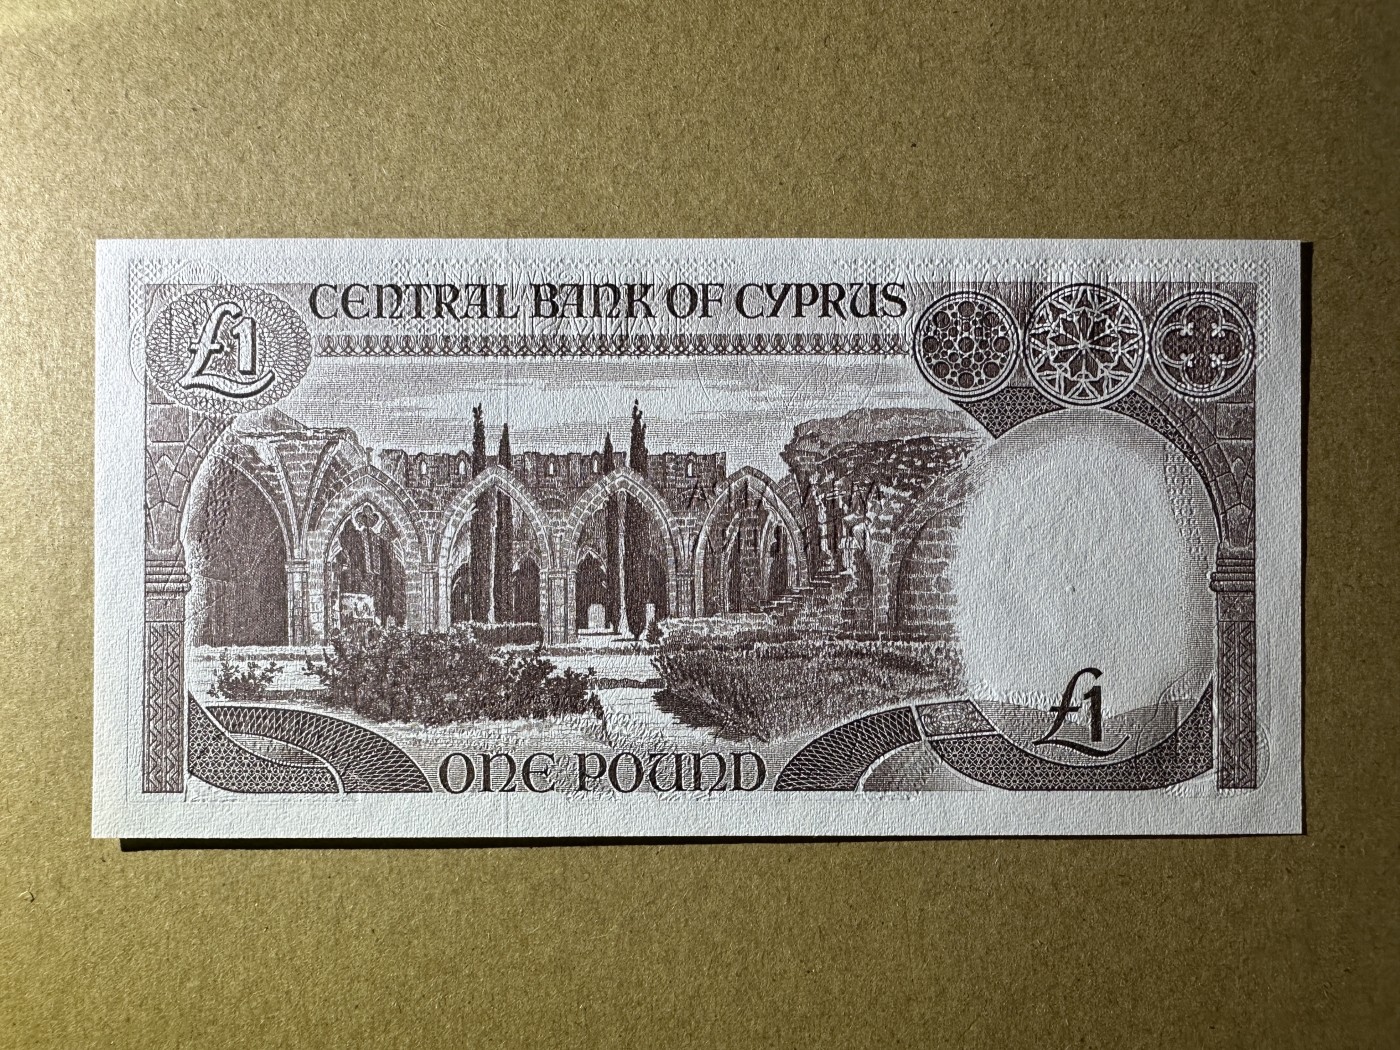 £1
CENTRAL BANK OF CYPRUS
£1
ONE POUND